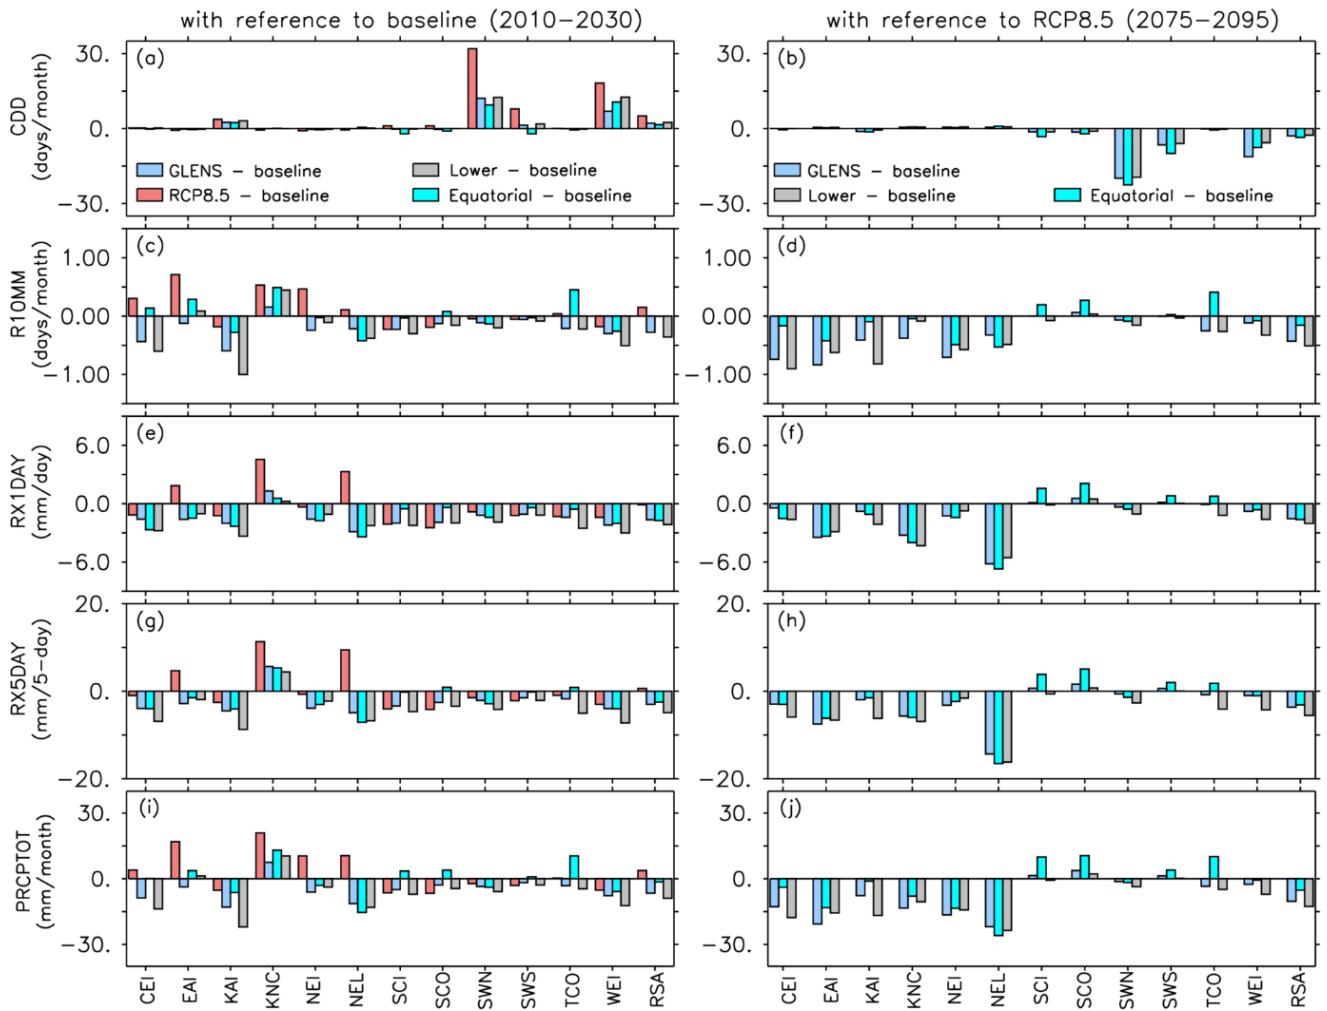 with reference to baseline (2010–2030)
with reference to RCP8.5 (2075–2095)
CDD
(days/month)
30.
0.
−30.
(a)
GLENS − baseline
Lower − baseline
RCP8.5 − baseline
Equatorial − baseline
30.
0.
−30.
(b)
GLENS − baseline
Lower − baseline
Equatorial − baseline
R10MM
(days/month)
1.00
0.00
−1.00
(c)
1.00
0.00
−1.00
(d)
RX1DAY
(mm/day)
6.0
0.0
−6.0
(e)
6.0
0.0
−6.0
(f)
RX5DAY
(mm/5−day)
20.
0.
−20.
(g)
20.
0.
−20.
(h)
PRCPTOT
(mm/month)
30.
0.
−30.
(i)
30.
0.
−30.
(j)
CEI EAI KAI KNC NEI NEL SCI SCO SWN SWS TCO WEI RSA
CEI EAI KAI KNC NEI NEL SCI SCO SWN SWS TCO WEI RSA